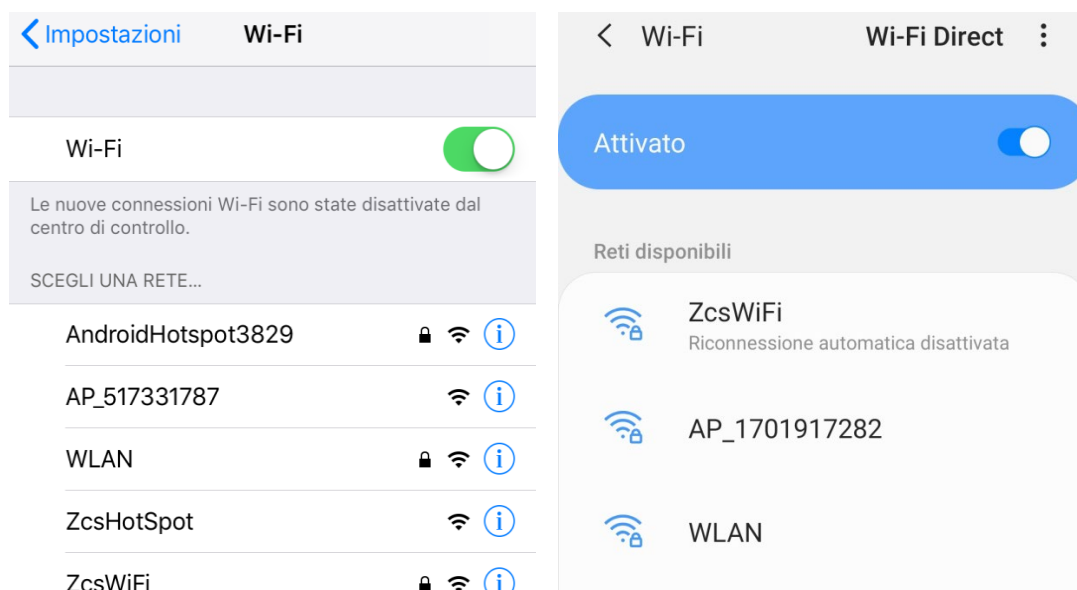 Impostazioni Wi-Fi
Wi-Fi
Le nuove connessioni Wi-Fi sono state disattivate dal
centro di controllo.
SCEGLI UNA RETE...
AndroidHotspot3829
AP_517331787
WLAN
ZcsHotSpot
ZcsWiFi
Wi-Fi Wi-Fi Direct
Attivato
Reti disponibili
ZcsWiFi
Riconnessione automatica disattivata
AP_1701917282
WLAN